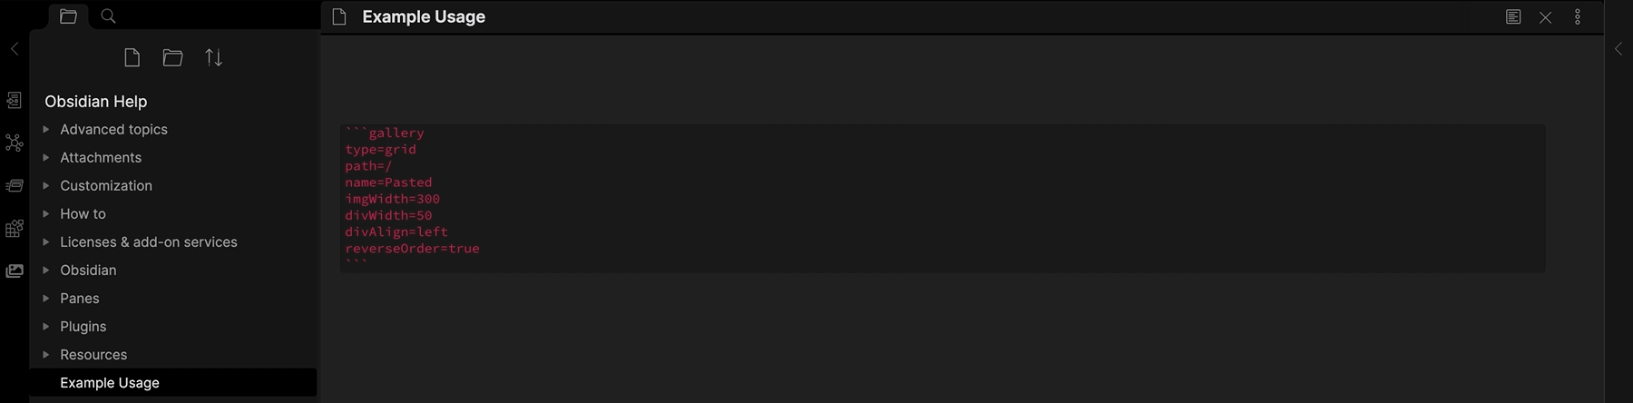 Example Usage
Obsidian Help
Advanced topics
Attachments
Customization
How to
Licenses & add-on services
Obsidian
Panes
Plugins
Resources
Example Usage
```gallery
type=grid
path=/
name=Pasted
imgWidth=300
divWidth=50
divAlign=left
reverseOrder=true
```